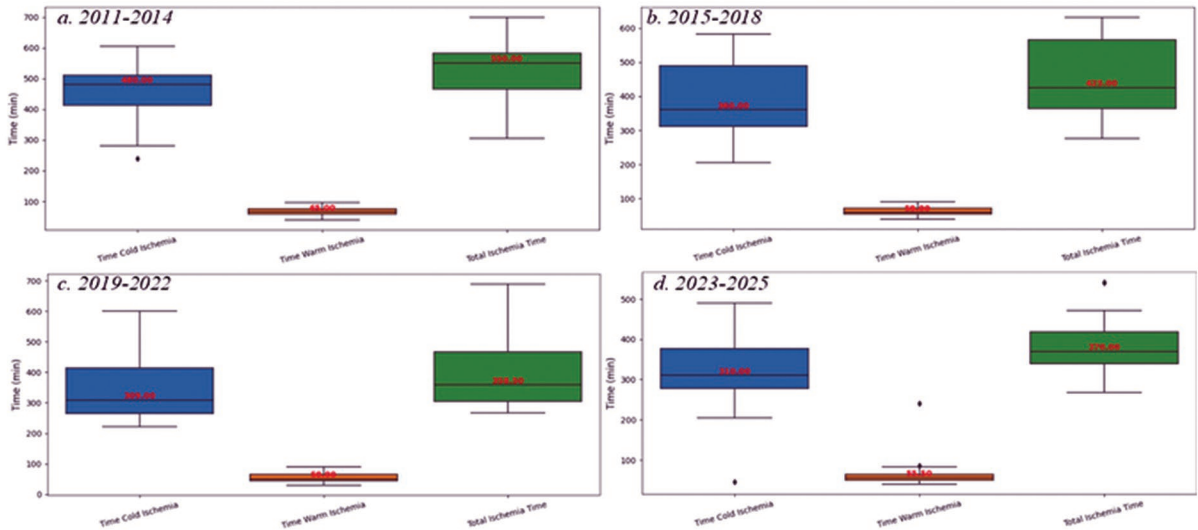 a. 2011-2014
Time (min)
700
600
500
400
300
200
100
Time Cold Ischemia
Time Warm Ischemia
Total Ischemia Time
b. 2015-2018
Time (min)
600
500
400
300
200
100
Time Cold Ischemia
Time Warm Ischemia
Total Ischemia Time
c. 2019-2022
Time (min)
700
600
500
400
300
200
100
0
Time Cold Ischemia
Time Warm Ischemia
Total Ischemia Time
d. 2023-2025
Time (min)
500
400
300
200
100
Time Cold Ischemia
Time Warm Ischemia
Total Ischemia Time